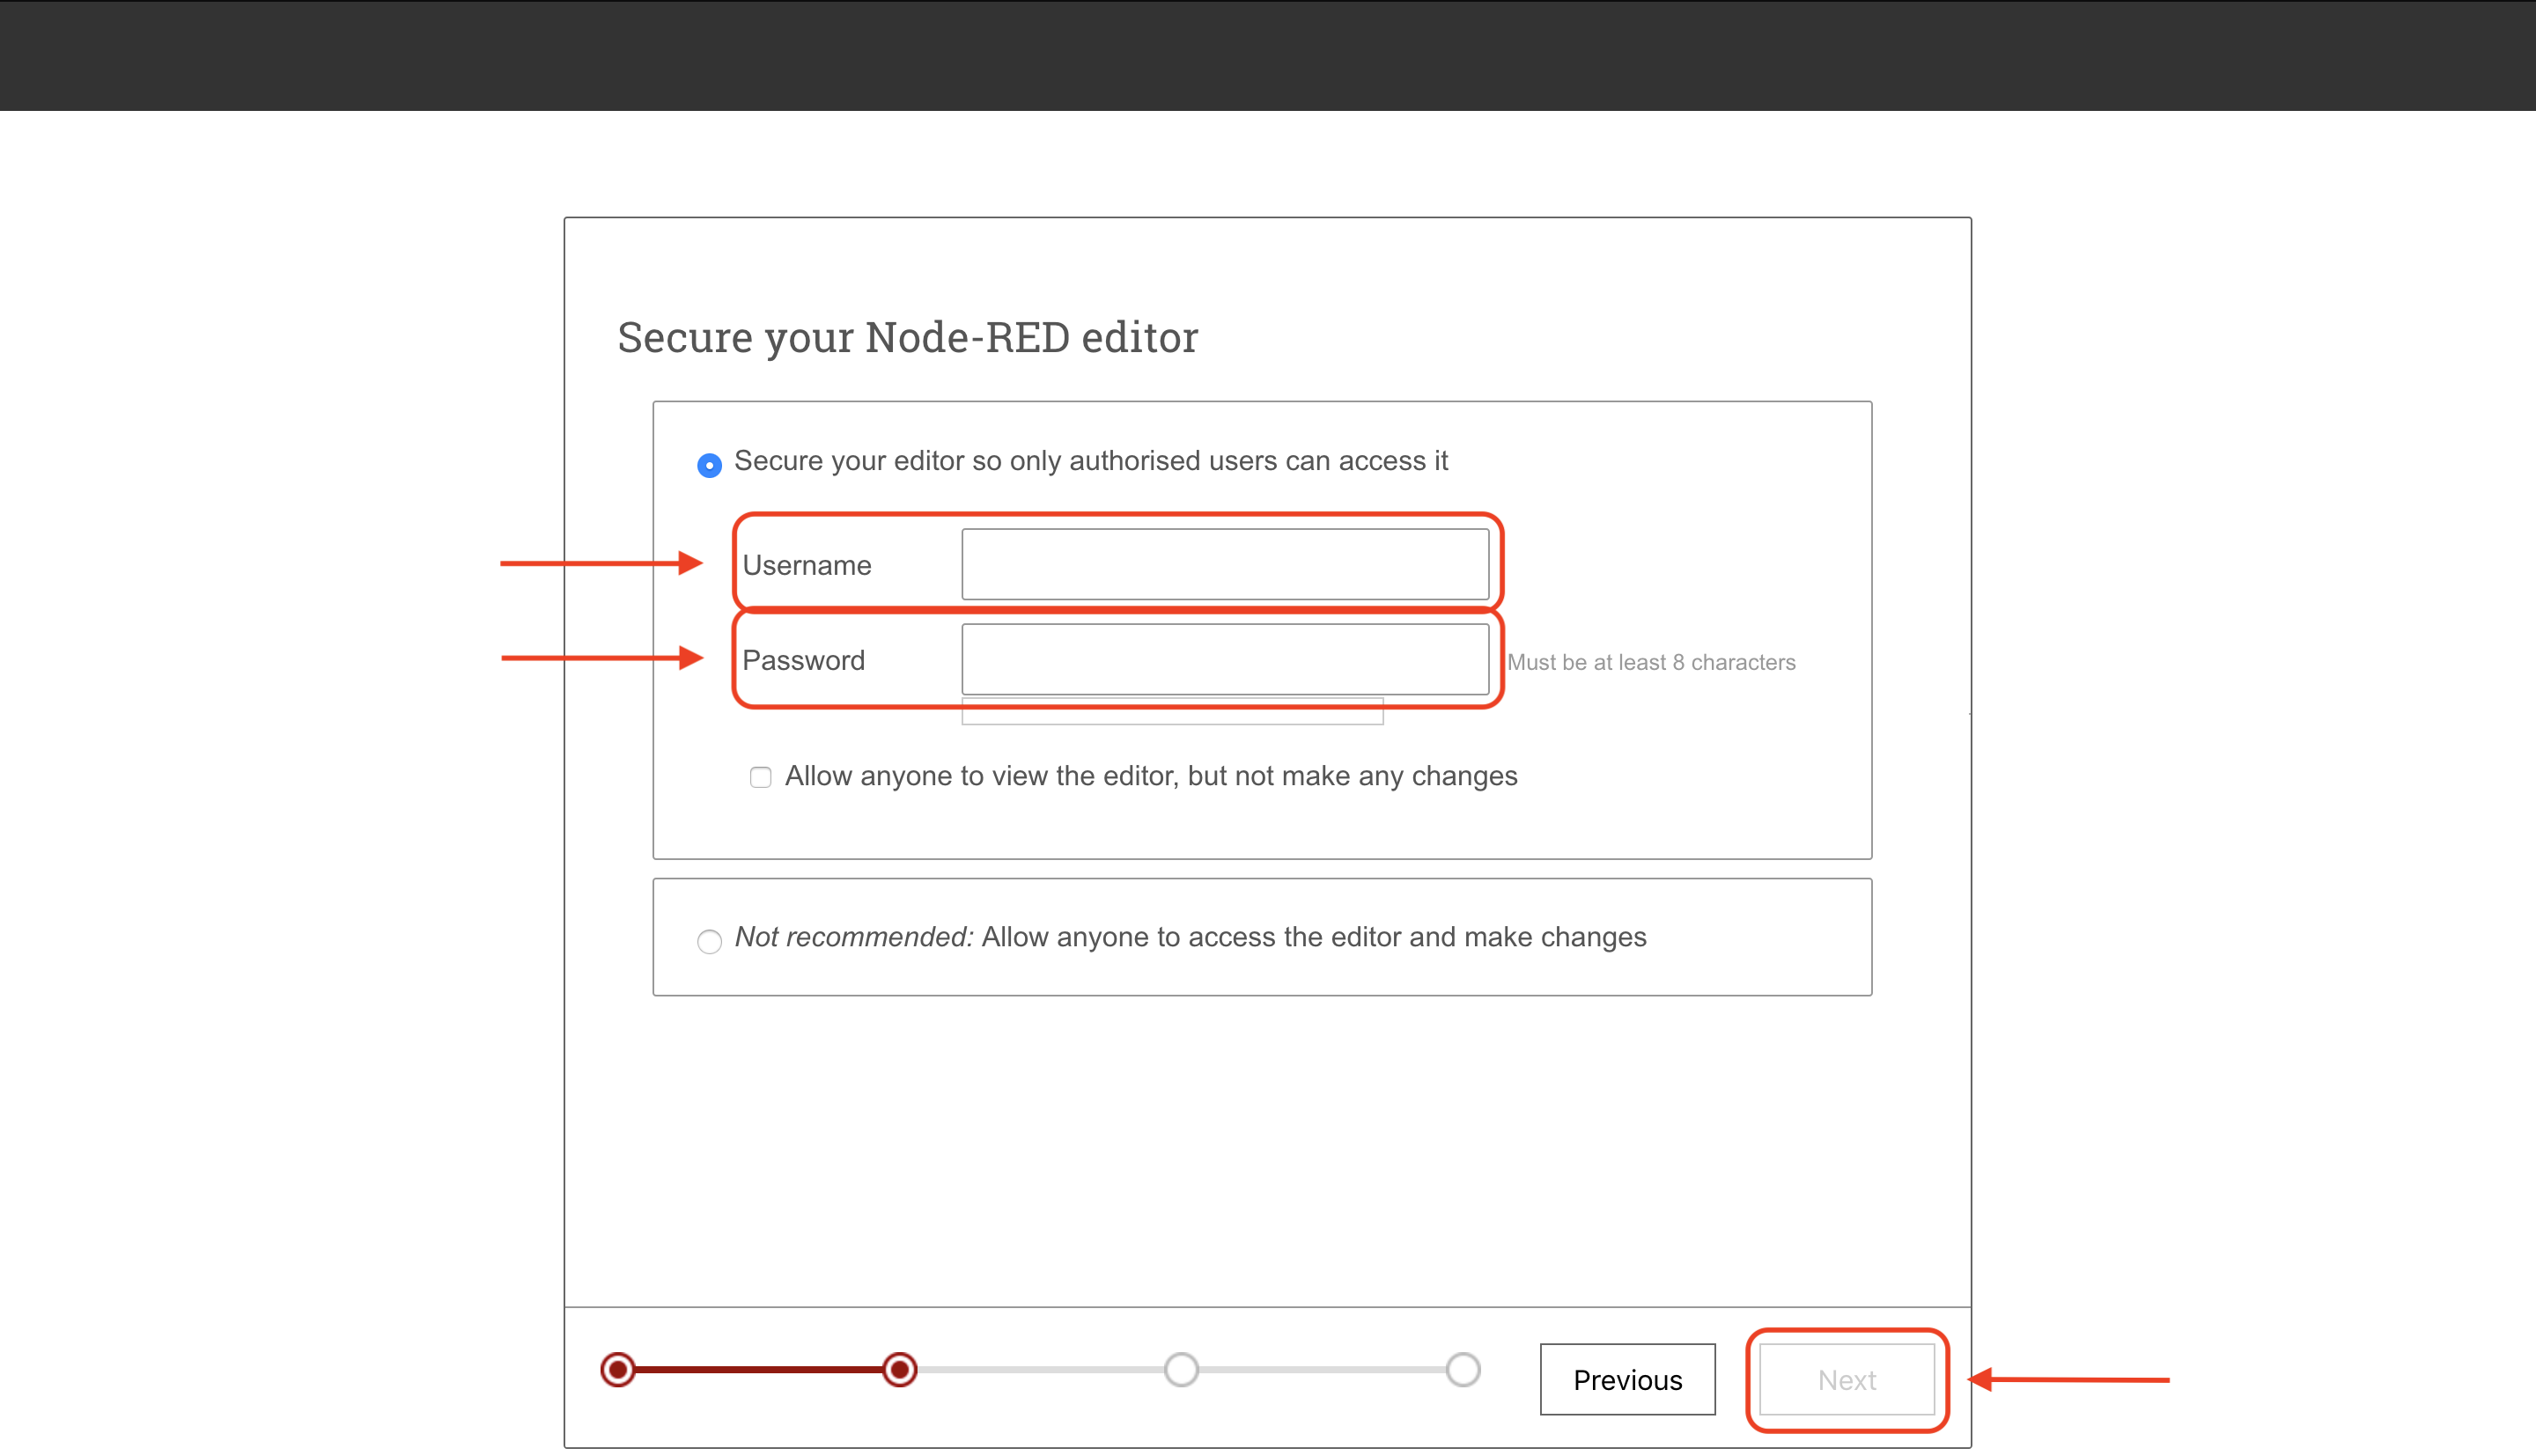 Secure your Node-RED editor
Secure your editor so only authorised users can access it
Username
Password
Must be at least 8 characters
Allow anyone to view the editor, but not make any changes
Not recommended: Allow anyone to access the editor and make changes
Previous
Next